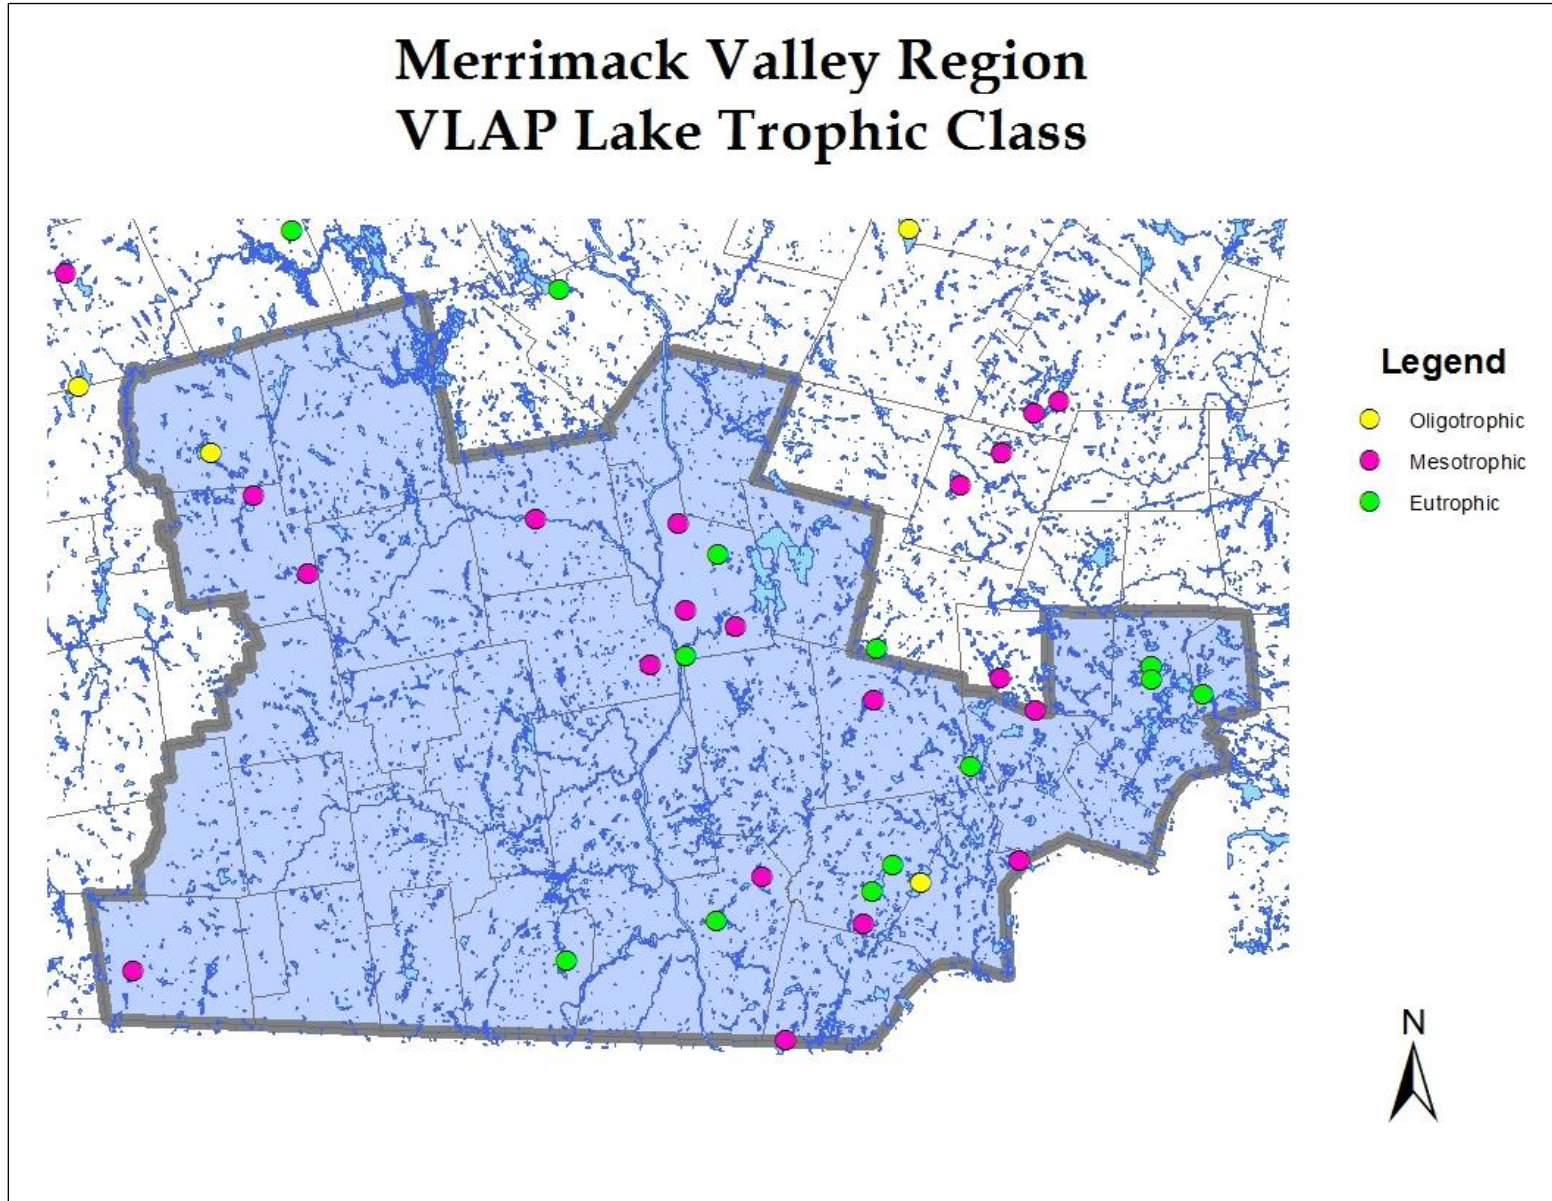 Merrimack Valley Region
VLAP Lake Trophic Class
Legend
Oligotrophic
Mesotrophic
Eutrophic
N